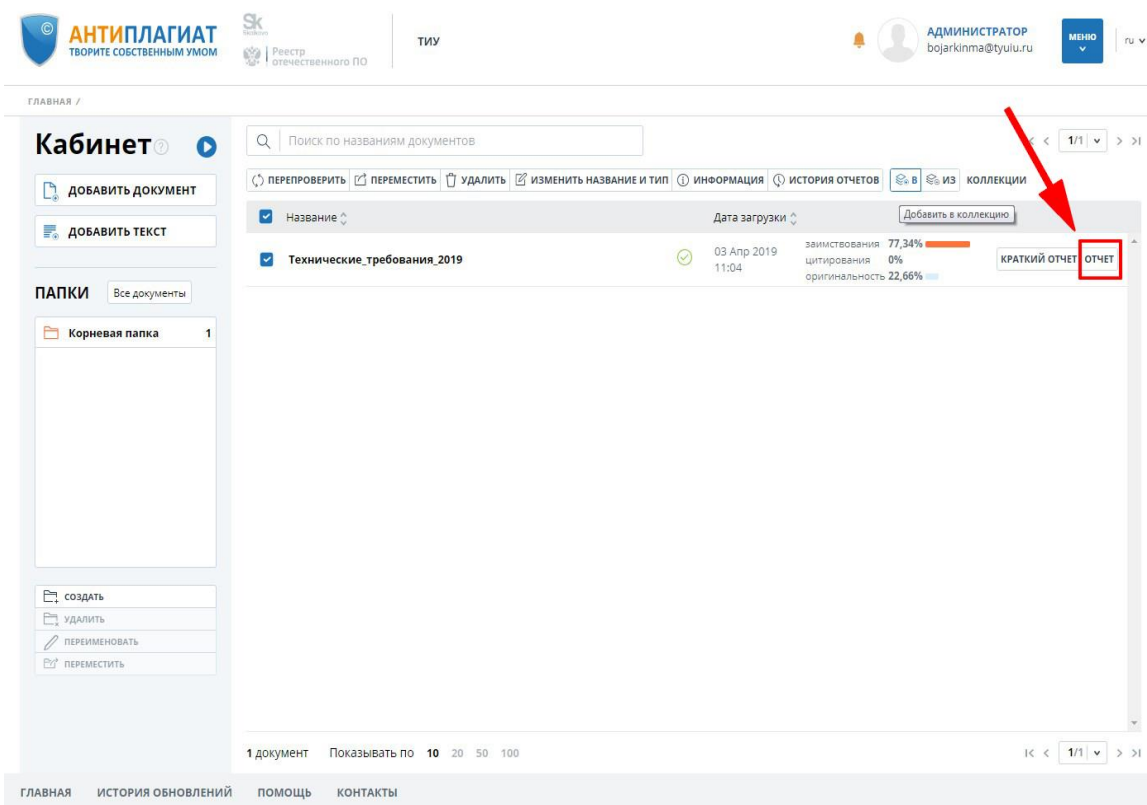 ©
АНТИПЛАГИАТ
ТВОРИТЕ СОБСТВЕННЫМ УМОМ
Sk
Реестр
отечественного ПО
ТИУ
АДМИНИСТРАТОР
bojarkinma@tyuiu.ru
МЕНЮ
ru
ГЛАВНАЯ /
Кабинет ?
Поиск по названиям документов
1/1
ДОБАВИТЬ ДОКУМЕНТ
ПЕРЕПРОВЕРИТЬ ПЕРЕМЕСТИТЬ УДАЛИТЬ ИЗМЕНИТЬ НАЗВАНИЕ И ТИП ИНФОРМАЦИЯ ИСТОРИЯ ОТЧЕТОВ В ИЗ КОЛЛЕКЦИИ
ДОБАВИТЬ ТЕКСТ
Название Дата загрузки Добавить в коллекцию
Технические_требования_2019
03 Апр 2019
11:04
заимствования 77,34%
цитирования 0%
оригинальность 22,66%
КРАТКИЙ ОТЧЕТ ОТЧЕТ
ПАПКИ Все документы
Корневая папка 1
СОЗДАТЬ
УДАЛИТЬ
ПЕРЕИМЕНОВАТЬ
ПЕРЕМЕСТИТЬ
1 документ Показывать по 10 20 50 100
1/1
ГЛАВНАЯ ИСТОРИЯ ОБНОВЛЕНИЙ ПОМОЩЬ КОНТАКТЫ